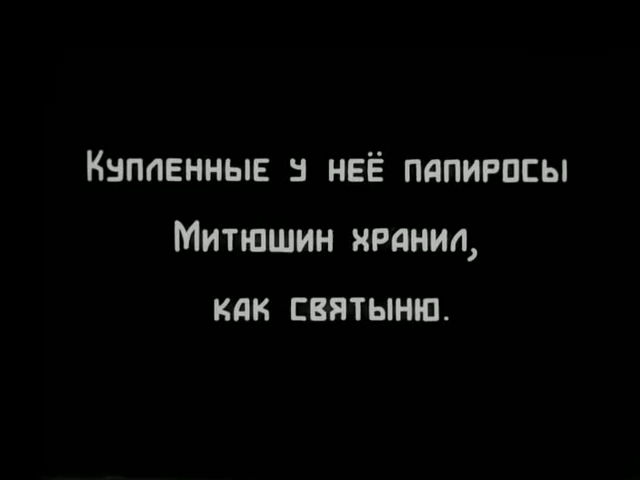 Купленные у неё папиросы
Митюшин хранил,
как святыню.